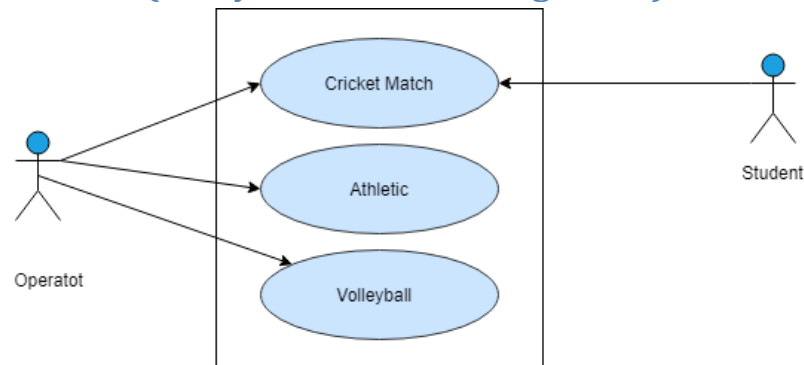 Cricket Match
Student
Athletic
Operatot
Volleyball